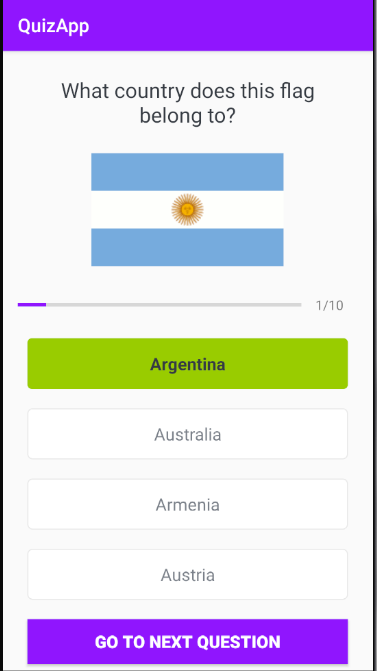 QuizApp
What country does this flag
belong to?
1/10
Argentina
Australia
Armenia
Austria
GO TO NEXT QUESTION